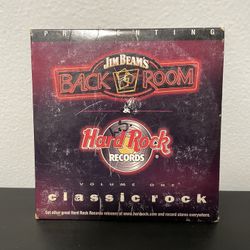 PRESENTING
JIM BEAM'S
BACK ROOM
&
Hard Rock
RECORDS
VOLUME ONE
classic rock
Get other great Hard Rock Records releases at www.hardrock.com and record stores everywhere.